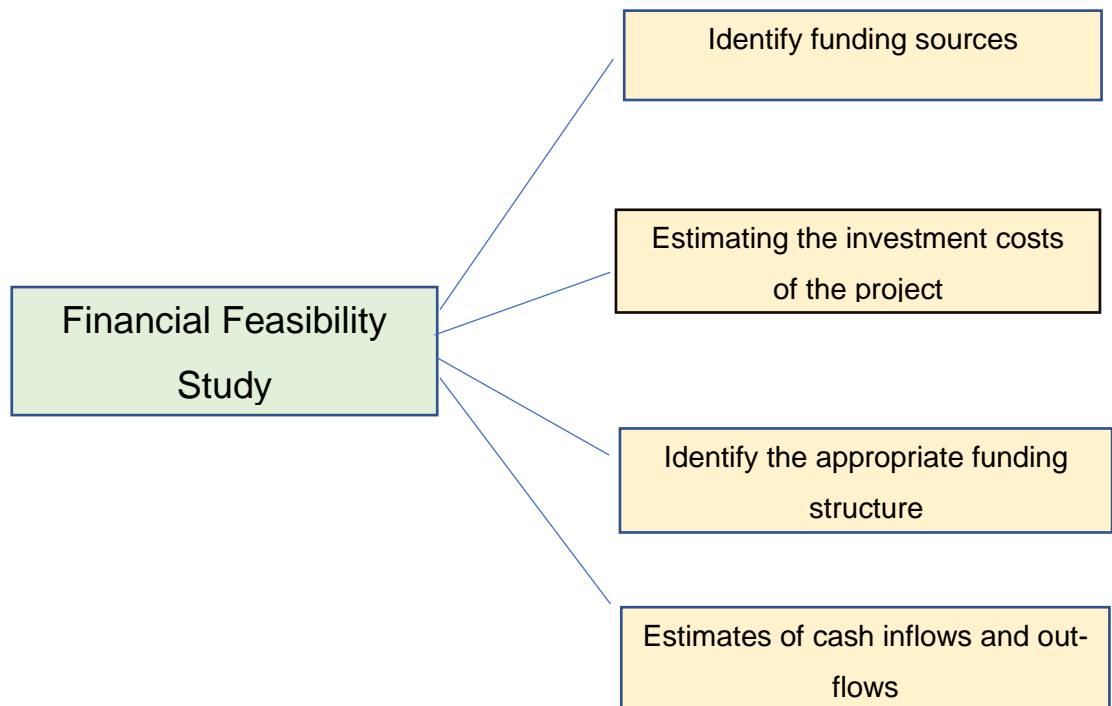 Identify funding sources
Estimating the investment costs
of the project
Financial Feasibility
Study
Identify the appropriate funding
structure
Estimates of cash inflows and out-
flows